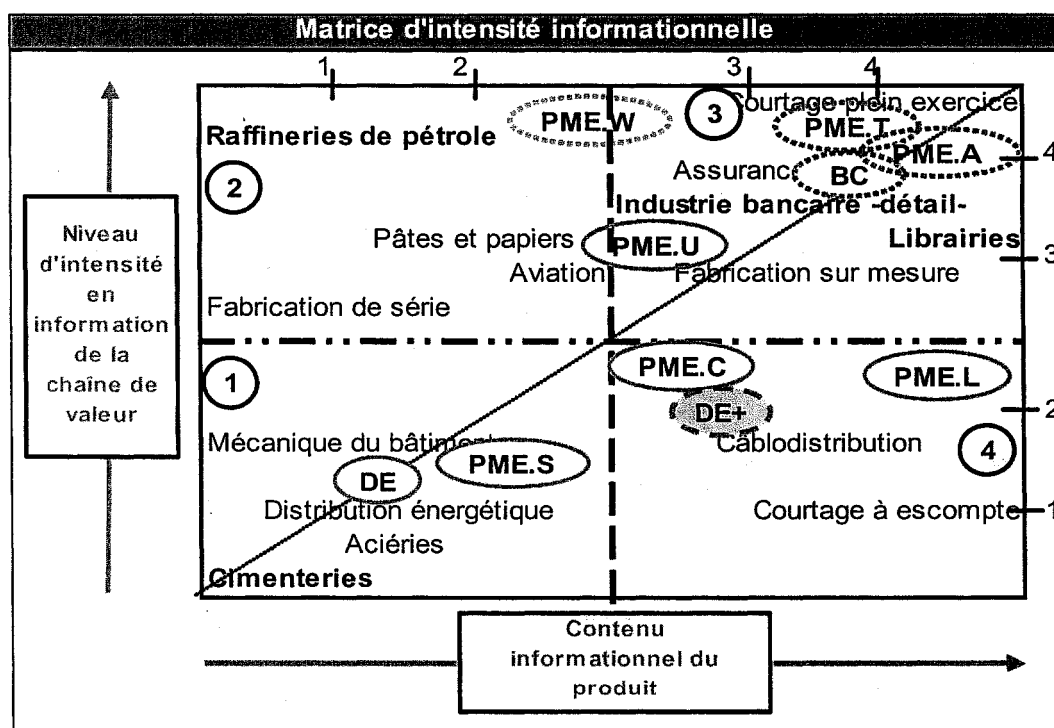 Matrice d'intensité informationnelle
1 2 3 4
Courtage plein exercice
PME.W
3
PME.T
Raffineries de pétrole
PME.A
4
Assuranc
BC
2
Industrie bancaire -détail-
Niveau
d'intensité
en
information
de la
chaîne de
valeur
Pâtes et papiers
PME.U
Librairies
3
Aviation
Fabrication sur mesure
Fabrication de série
1
PME.C
PME.L
DE+
2
Mécanique du bâtiment
Câblodistribution
4
PME.S
DE
Distribution énergétique
Courtage à escompte
1
Aciéries
Cimenteries
Contenu
informationnel du
produit